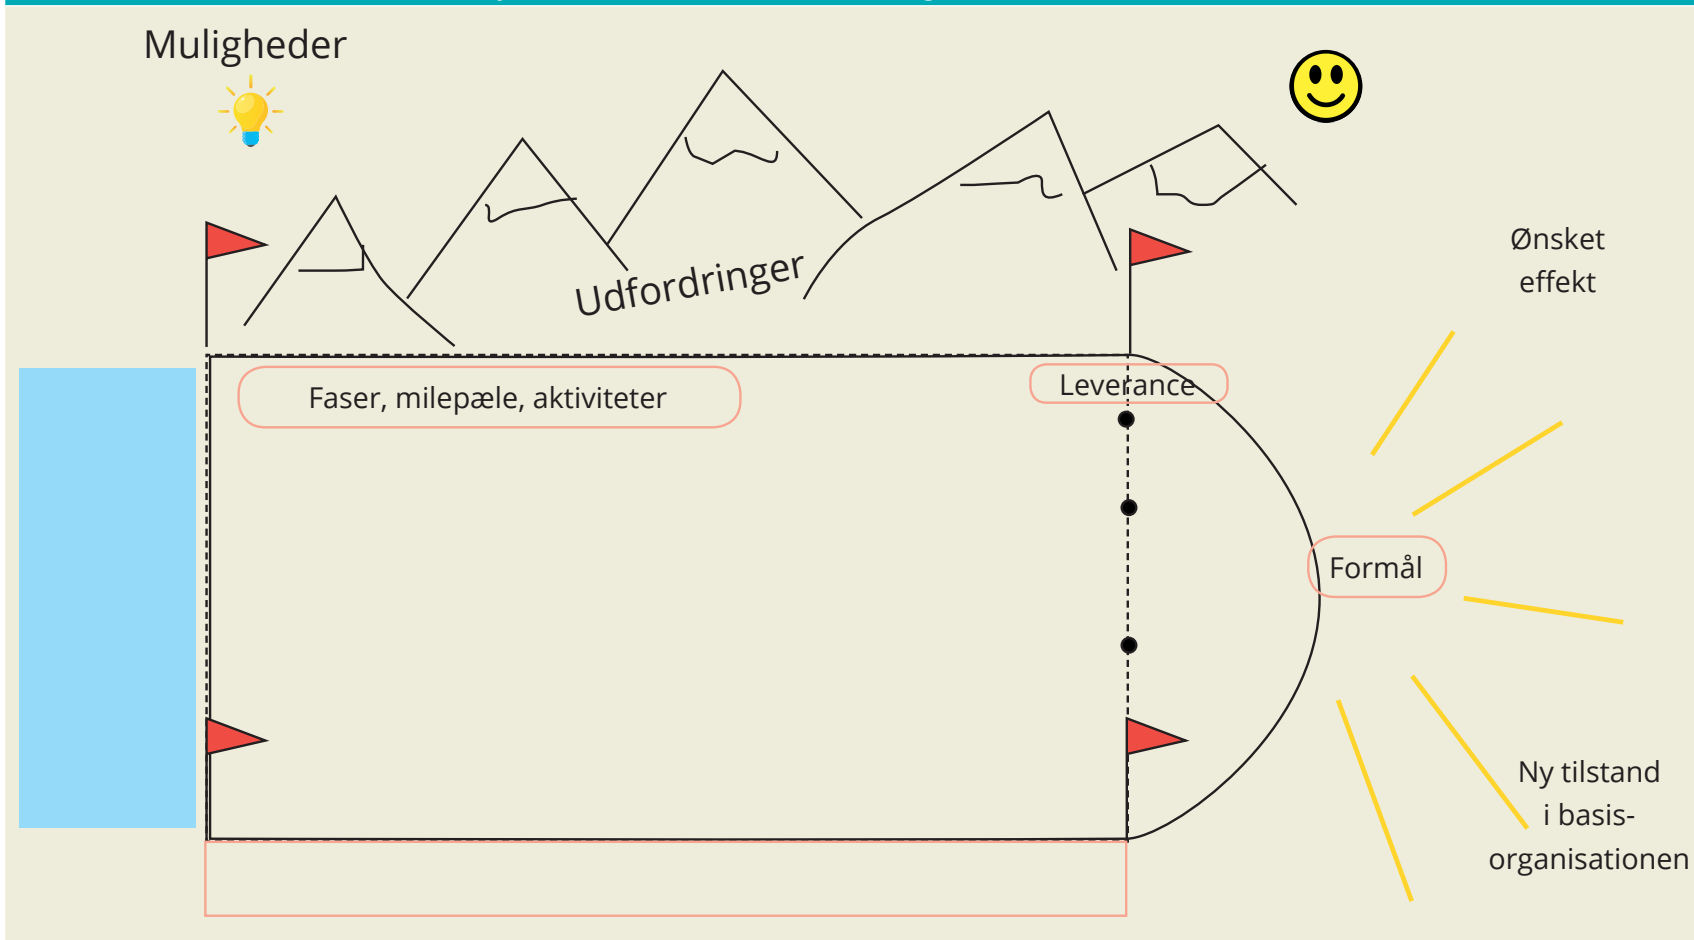 Muligheder
Udfordringer
Ønsket
effekt
Faser, milepæle, aktiviteter
Leverance
Formål
Ny tilstand
i basis-
organisationen